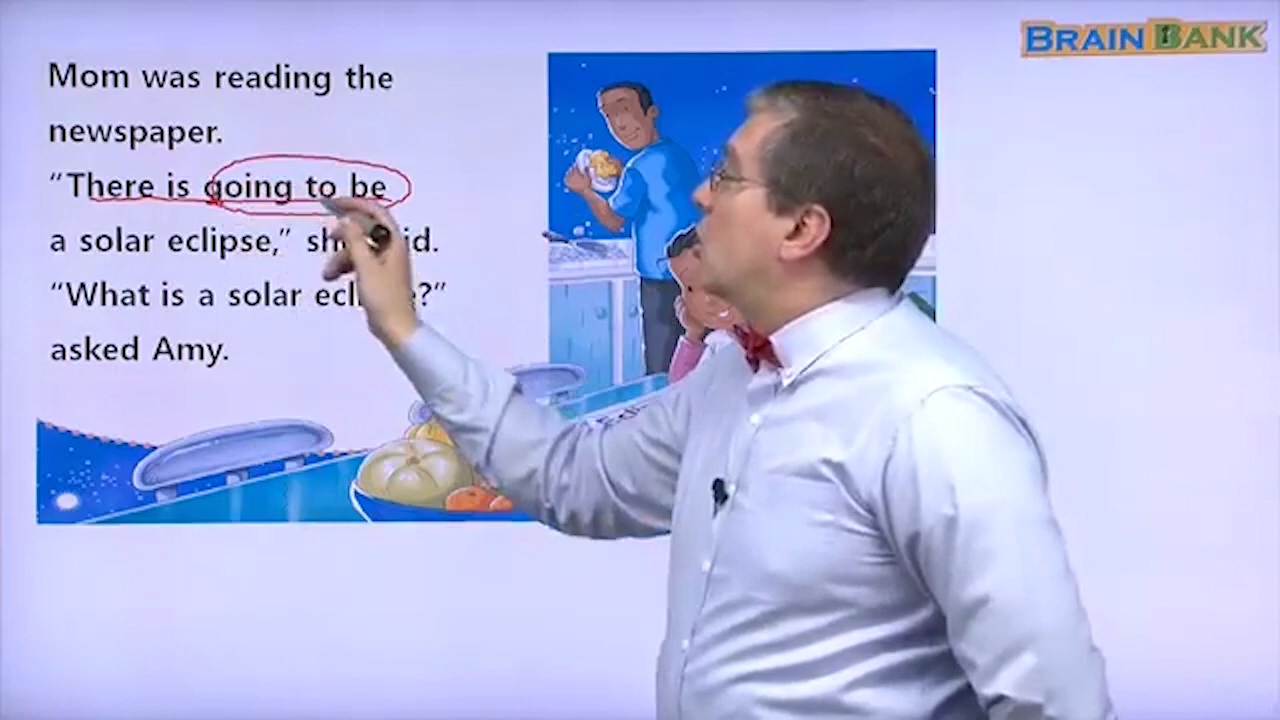 BRAIN BANK
Mom was reading the
newspaper.
"There is going to be
a solar eclipse,"
"What is a solar
asked Amy.